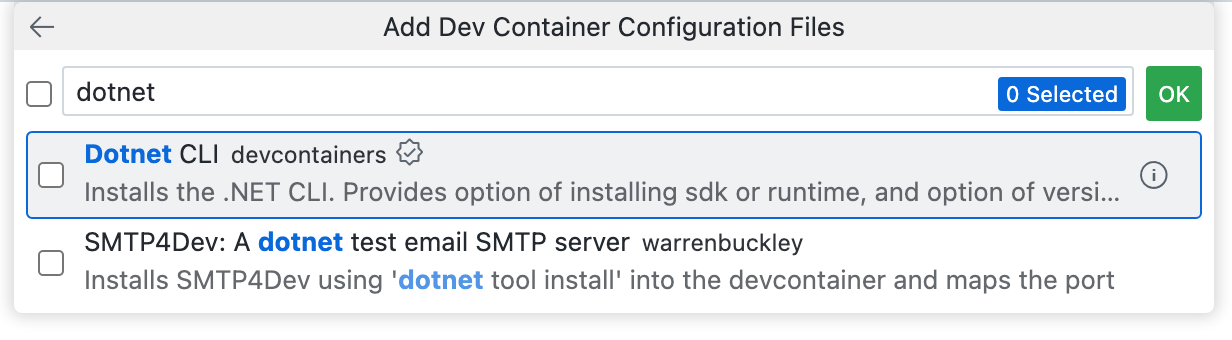 Add Dev Container Configuration Files
dotnet
0 Selected
OK
Dotnet CLI devcontainers
Installs the .NET CLI. Provides option of installing sdk or runtime, and option of versi...
SMTP4Dev: A dotnet test email SMTP server warrenbuckley
Installs SMTP4Dev using 'dotnet tool install' into the devcontainer and maps the port